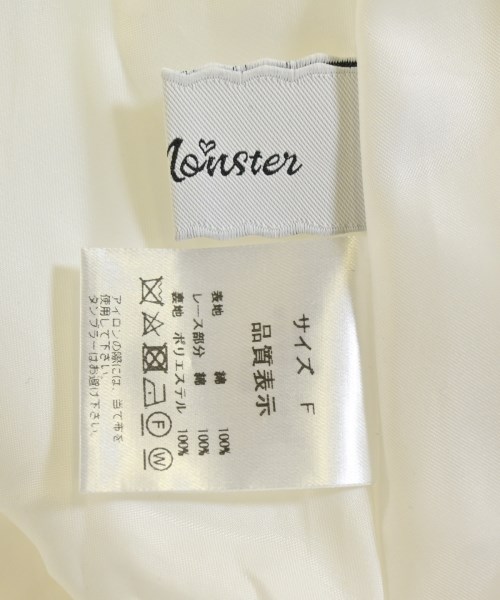 Monster
サイズ F
品質表示
表地 綿 100%
レース部分 綿 100%
裏地 ポリエステル 100%
F W
アイロンの際には、当て布を
使用して下さい。
タンブラーはお避け下さい。